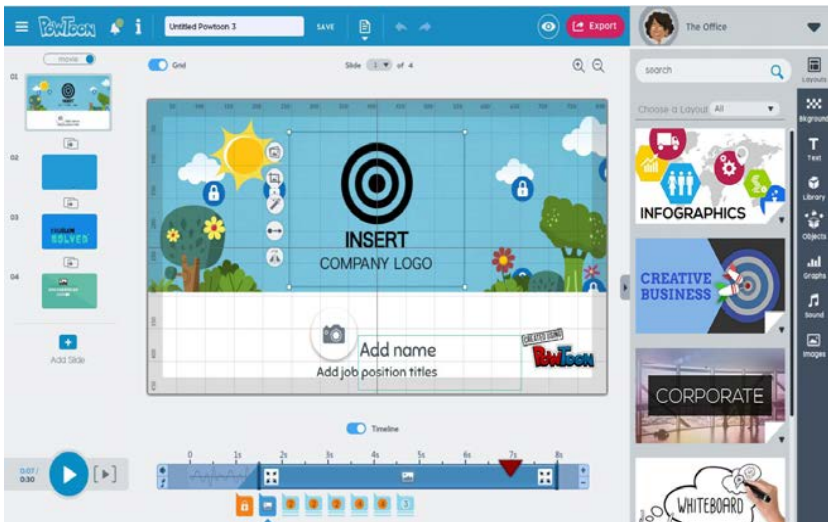 POWTOON
i
Untitled Powtoon 3
SAVE
Export
The Office
movie
Grid
Slide 1 of 4
search
Layouts
Choose a Layout All
Bkground
Text
Library
Objects
Graphs
Sound
Images
01
02
03
SOLVED
04
Add Slide
INSERT
COMPANY LOGO
Add name
Add job position titles
CREATED USING
POWTOON
INFOGRAPHICS
CREATIVE
BUSINESS
CORPORATE
WHITEBOARD
Timeline
0:07 /
0:30
0 1s 2s 3s 4s 5s 6s 7s 8s